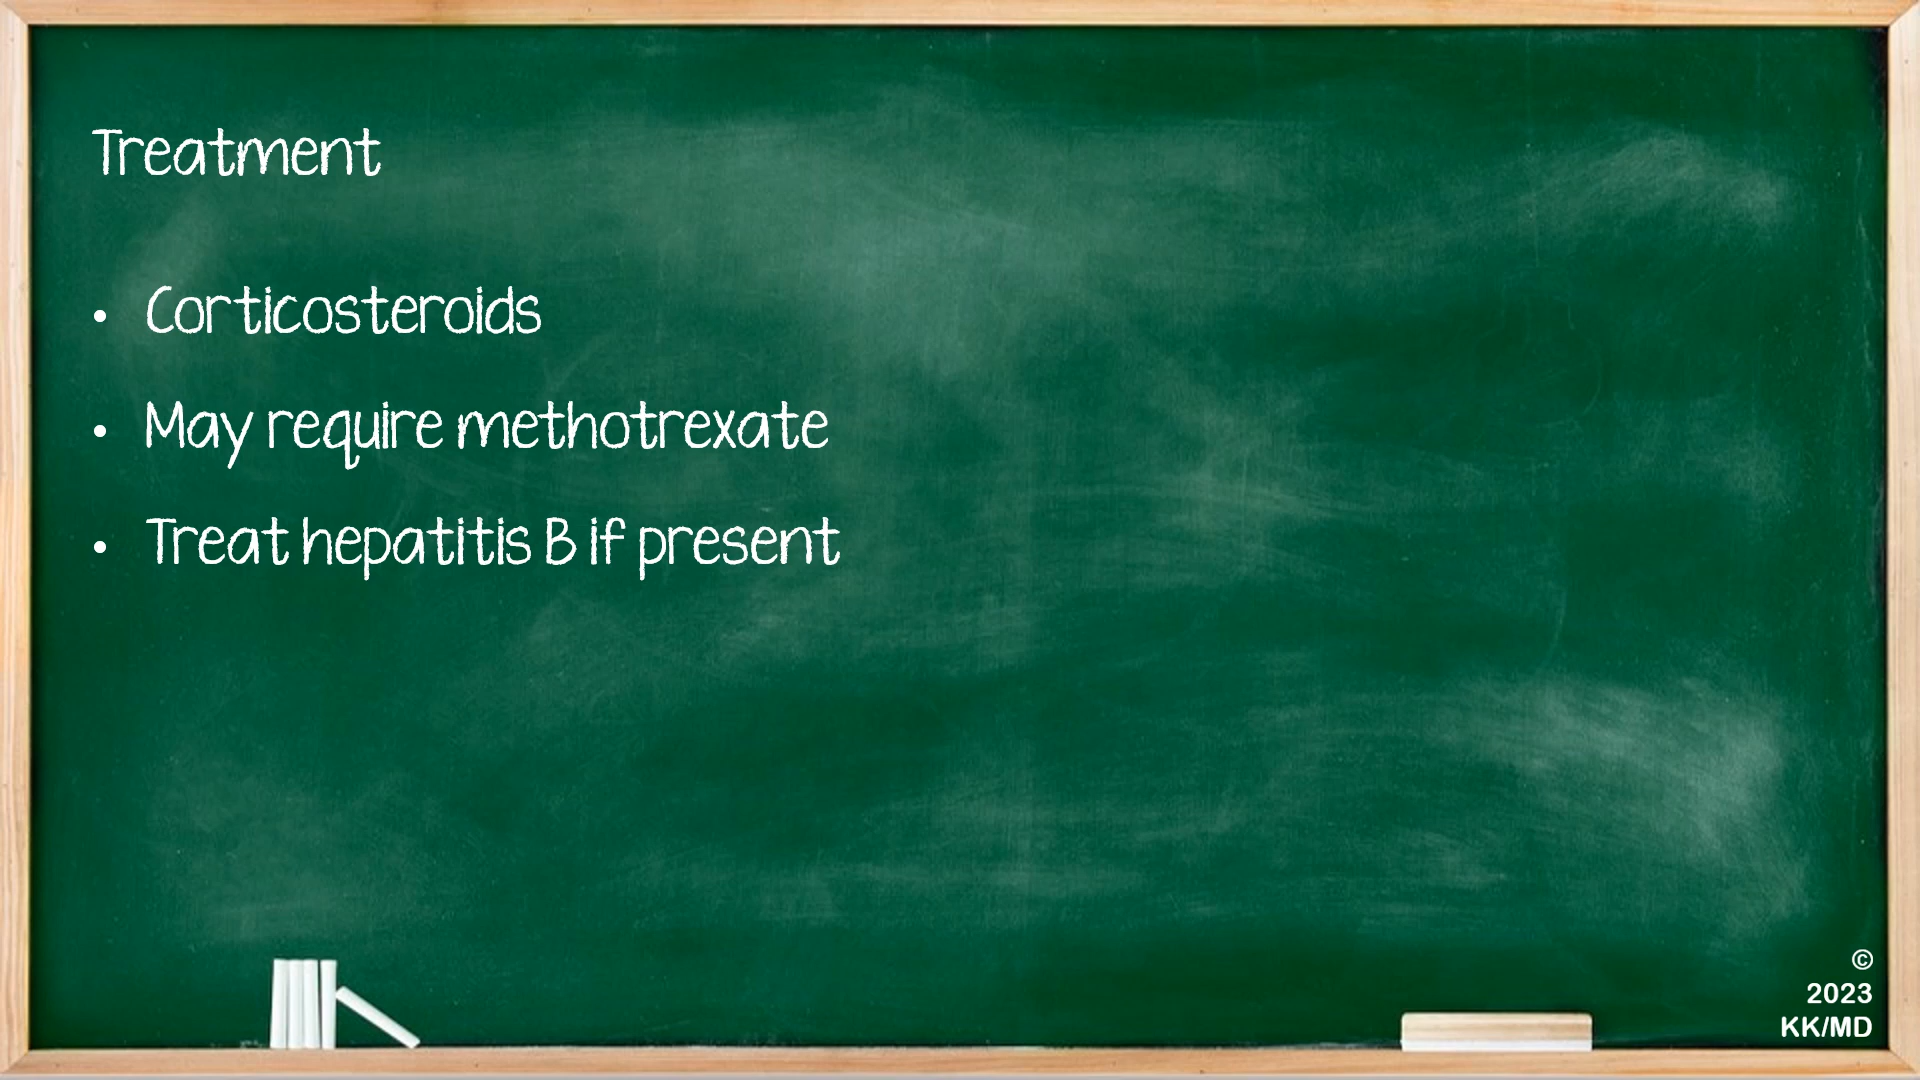 Treatment
• Corticosteroids
• May require methotrexate
• Treat hepatitis B if present
©
2023
KK/MD